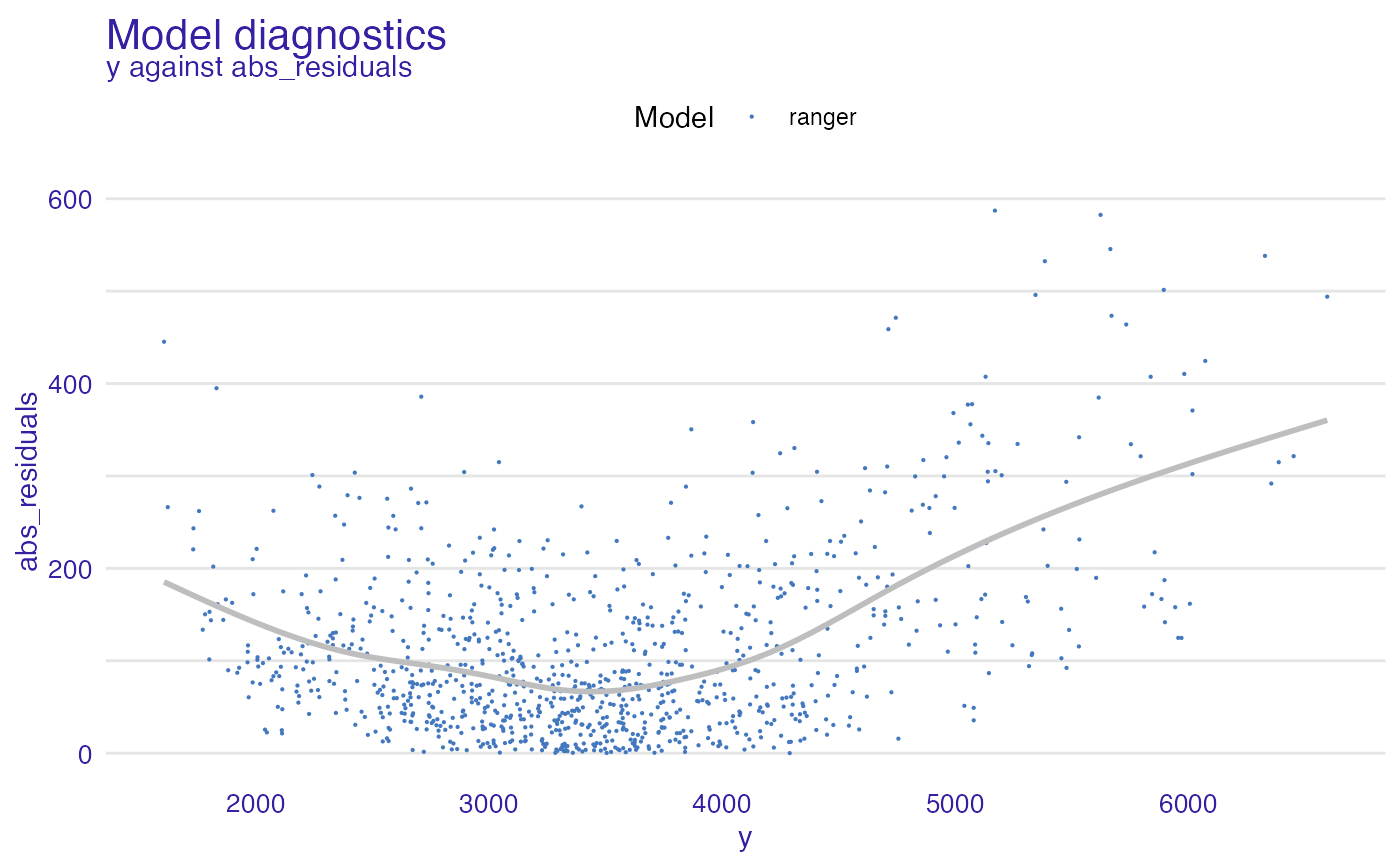 Model diagnostics
y against abs_residuals
Model ranger
600
400
200
0
abs_residuals
2000 3000 4000 5000 6000
y